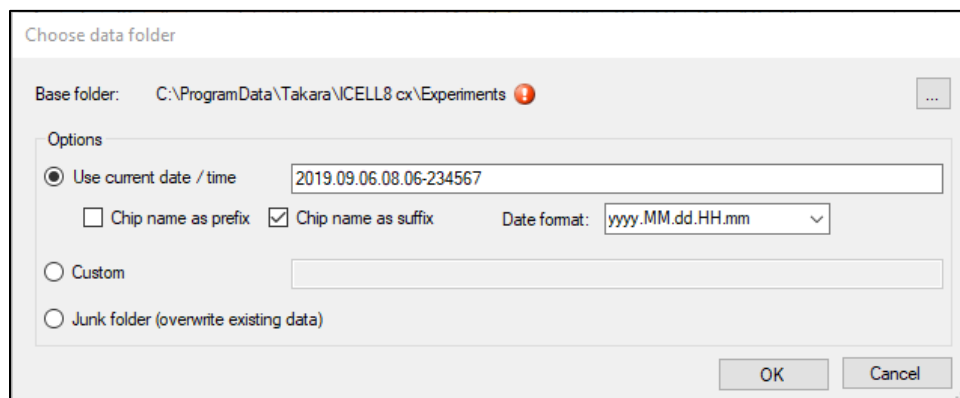 Choose data folder
Base folder: C:\ProgramData\Takara\ICELL8 cx\Experiments
...
Options
Use current date / time 2019.09.06.08.06-234567
Chip name as prefix Chip name as suffix Date format: yyyy.MM.dd.HH.mm
Custom
Junk folder (overwrite existing data)
OK Cancel